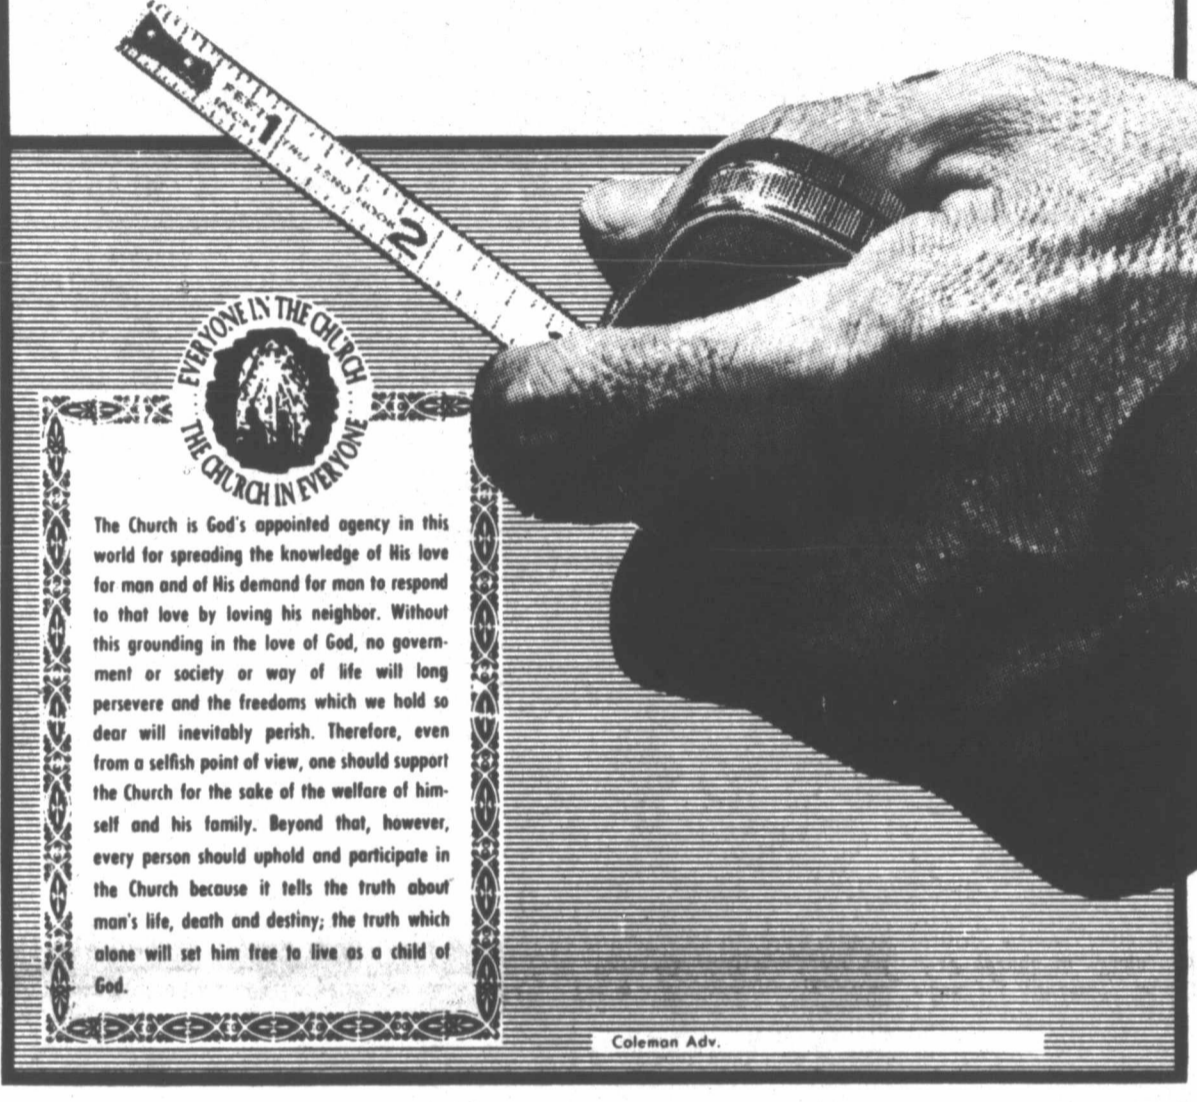 FEET
INCH
1
TRU ZERO HOOK
2
EVERYONE IN THE CHURCH
THE CHURCH IN EVERYONE
The Church is God's appointed agency in this
world for spreading the knowledge of His love
for man and of His demand for man to respond
to that love by loving his neighbor. Without
this grounding in the love of God, no govern-
ment or society or way of life will long
persevere and the freedoms which we hold so
dear will inevitably perish. Therefore, even
from a selfish point of view, one should support
the Church for the sake of the welfare of him-
self and his family. Beyond that, however,
every person should uphold and participate in
the Church because it tells the truth about
man's life, death and destiny; the truth which
alone will set him free to live as a child of
God.
Coleman Adv.